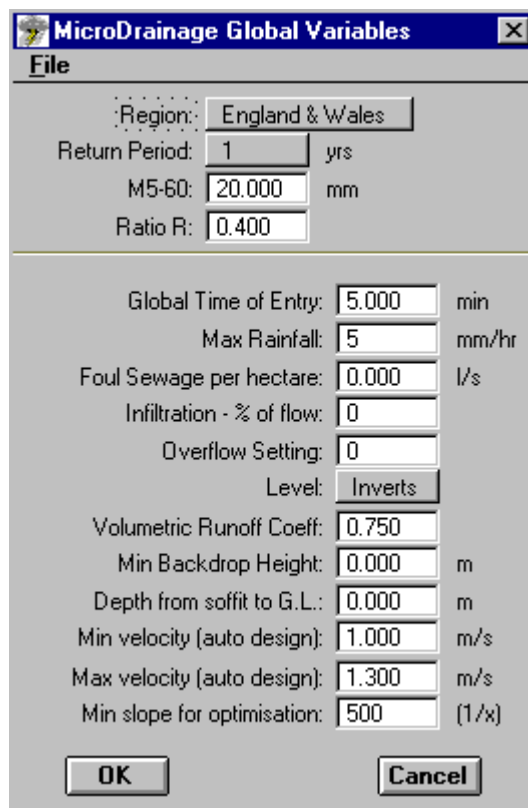 MicroDrainage Global Variables
File
Region: England & Wales
Return Period: 1 yrs
M5-60: 20.000 mm
Ratio R: 0.400
Global Time of Entry: 5.000 min
Max Rainfall: 5 mm/hr
Foul Sewage per hectare: 0.000 l/s
Infiltration - % of flow: 0
Overflow Setting: 0
Level: Inverts
Volumetric Runoff Coeff: 0.750
Min Backdrop Height: 0.000 m
Depth from soffit to G.L.: 0.000 m
Min velocity (auto design): 1.000 m/s
Max velocity (auto design): 1.300 m/s
Min slope for optimisation: 500 (1/x)
OK Cancel